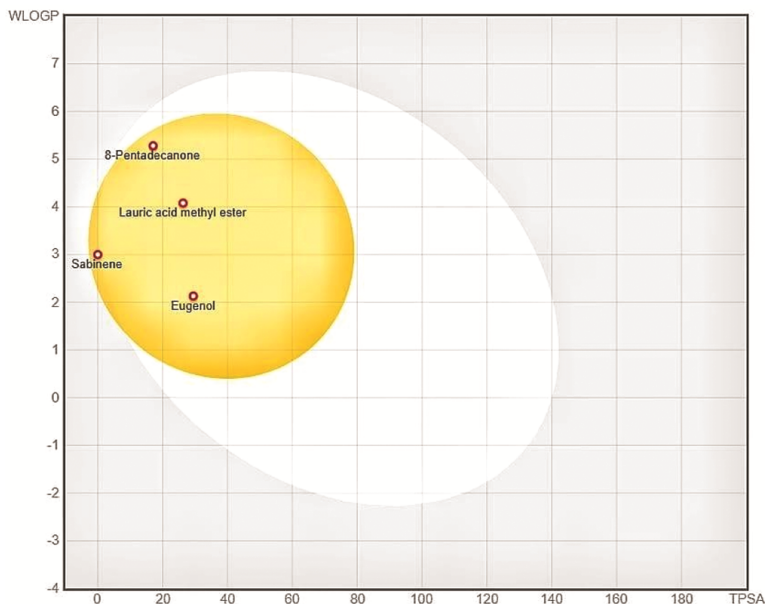 WLOGP
7
6
5
4
3
2
1
0
-1
-2
-3
-4
8-Pentadecanone
Lauric acid methyl ester
Sabinene
Eugenol
0 20 40 60 80 100 120 140 160 180 TPSA